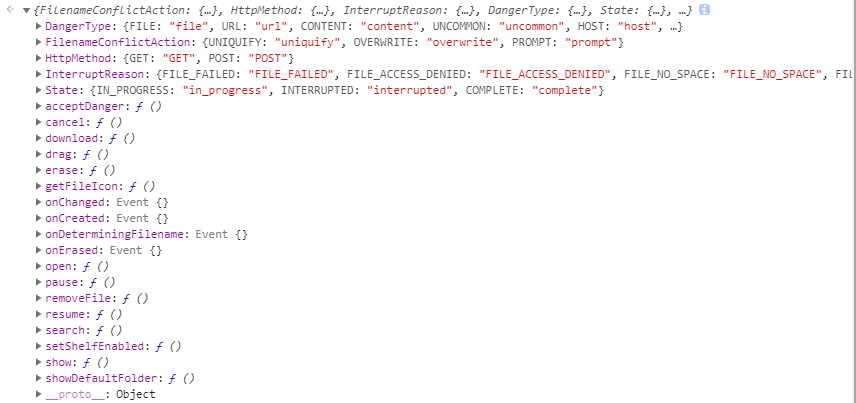 {FilenameConflictAction: {…}, HttpMethod: {…}, InterruptReason: {…}, DangerType: {…}, State: {…}, …} i
DangerType: {FILE: "file", URL: "url", CONTENT: "content", UNCOMMON: "uncommon", HOST: "host", …}
FilenameConflictAction: {UNIQUIFY: "uniquify", OVERWRITE: "overwrite", PROMPT: "prompt"}
HttpMethod: {GET: "GET", POST: "POST"}
InterruptReason: {FILE_FAILED: "FILE_FAILED", FILE_ACCESS_DENIED: "FILE_ACCESS_DENIED", FILE_NO_SPACE: "FILE_NO_SPACE", FIL
State: {IN_PROGRESS: "in_progress", INTERRUPTED: "interrupted", COMPLETE: "complete"}
acceptDanger: ƒ ()
cancel: ƒ ()
download: ƒ ()
drag: ƒ ()
erase: ƒ ()
getFileIcon: ƒ ()
onChanged: Event {}
onCreated: Event {}
onDeterminingFilename: Event {}
onErased: Event {}
open: ƒ ()
pause: ƒ ()
removeFile: ƒ ()
resume: ƒ ()
search: ƒ ()
setShelfEnabled: ƒ ()
show: ƒ ()
showDefaultFolder: ƒ ()
__proto__: Object